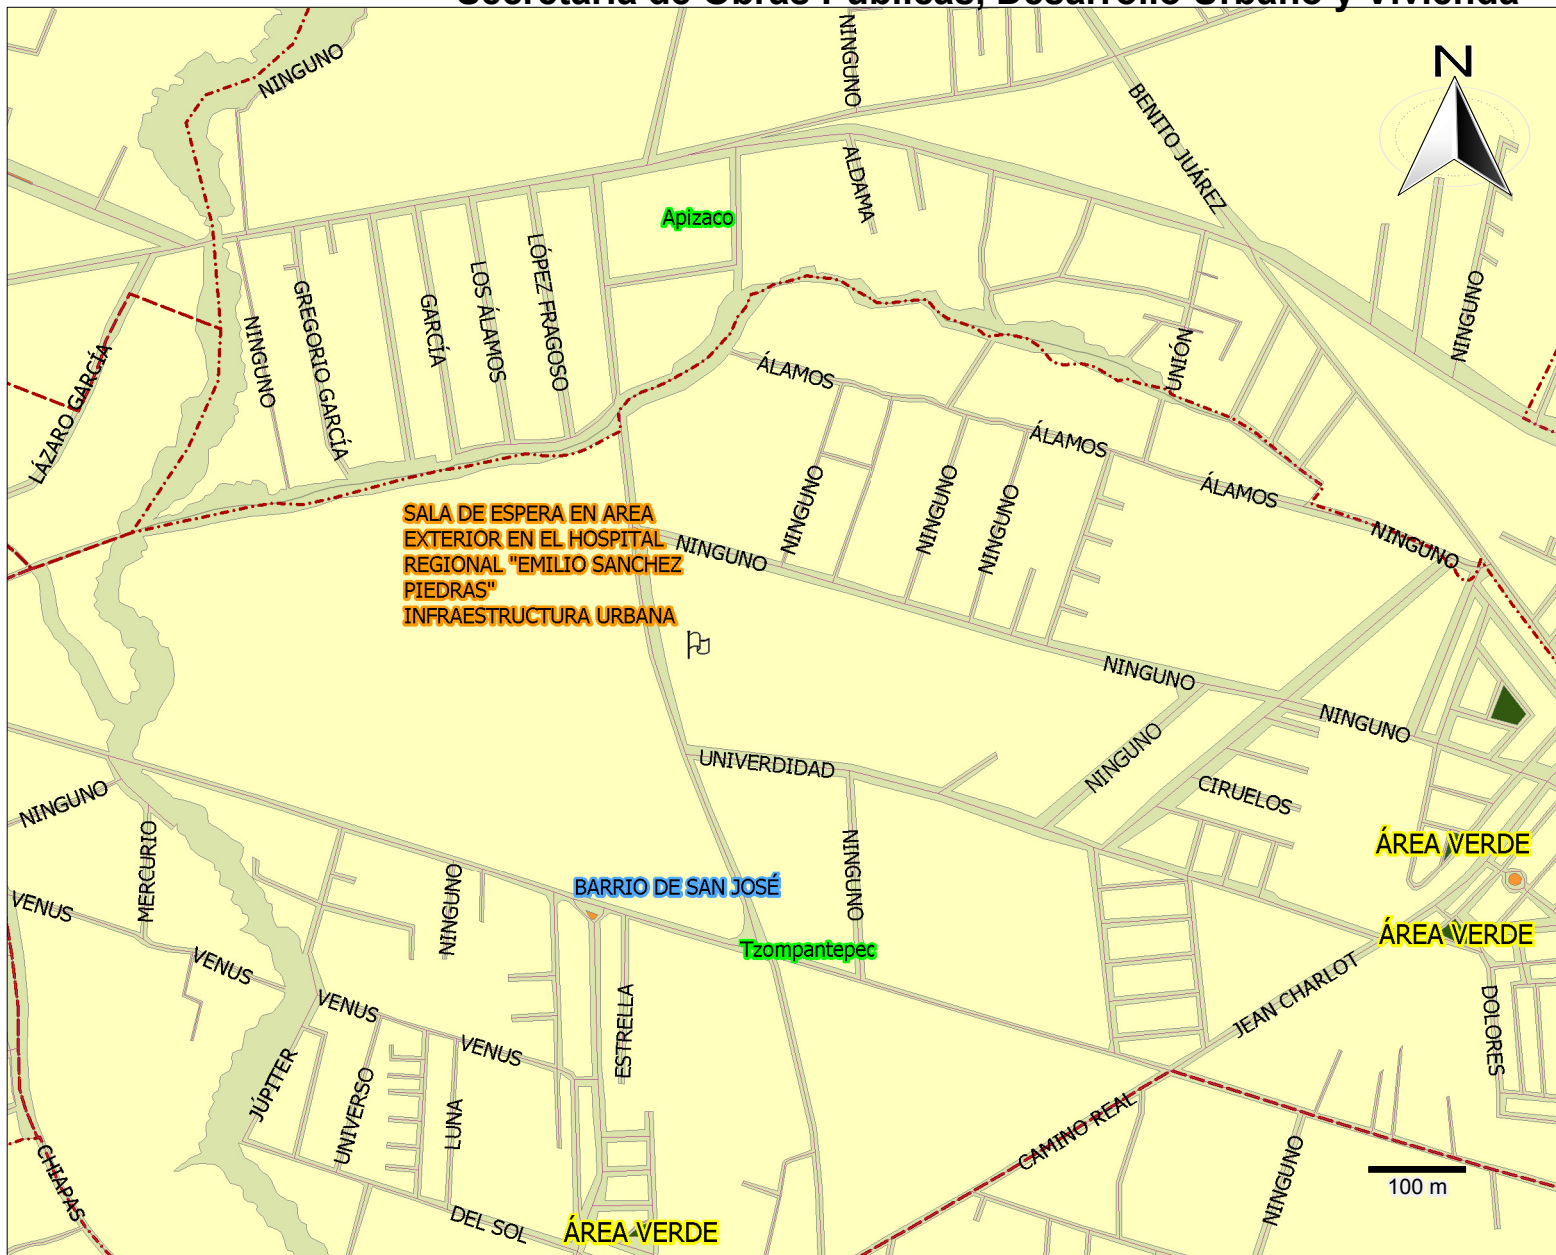 Secretaría de Obras Públicas, Desarrollo Urbano y Vivienda
NINGUNO
NINGUNO
N
BENITO JUÁREZ
ALDAMA
Apizaco
LÓPEZ FRAGOSO
LOS ÁLAMOS
GARCÍA
GREGORIO GARCÍA
NINGUNO
LÁZARO GARCÍA
NINGUNO
UNIÓN
ÁLAMOS
ÁLAMOS
ÁLAMOS
NINGUNO
NINGUNO
NINGUNO
NINGUNO
NINGUNO
SALA DE ESPERA EN AREA
EXTERIOR EN EL HOSPITAL
REGIONAL "EMILIO SANCHEZ
PIEDRAS"
INFRAESTRUCTURA URBANA
NINGUNO
NINGUNO
NINGUNO
UNIVERDIDAD
CIRUELOS
NINGUNO
MERCURIO
ÁREA VERDE
NINGUNO
NINGUNO
BARRIO DE SAN JOSÉ
VENUS
ÁREA VERDE
Tzompantepec
VENUS
JEAN CHARLOT
VENUS
ESTRELLA
DOLORES
VENUS
JÚPITER
UNIVERSO
LUNA
CAMINO REAL
NINGUNO
CHIAPAS
100 m
DEL SOL
ÁREA VERDE